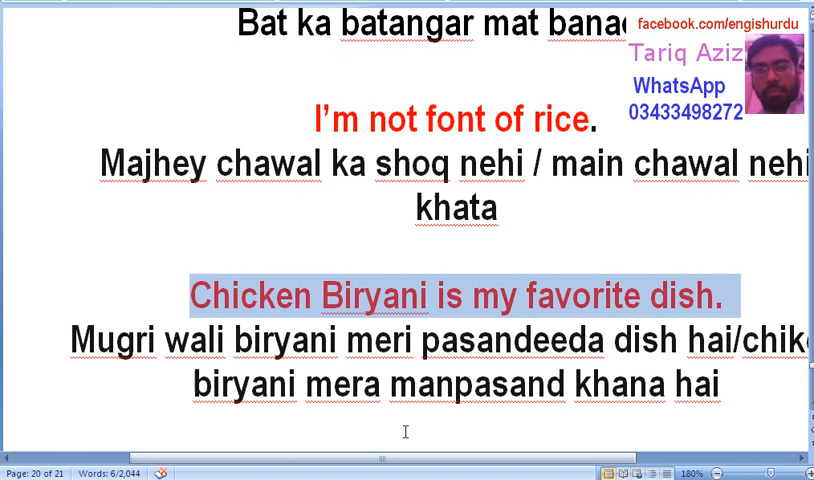 Bat ka batangar mat banao
facebook.com/engishurdu
Tariq Aziz
WhatsApp
03433498272
I'm not font of rice.
Majhey chawal ka shoq nehi / main chawal nehi
khata
Chicken Biryani is my favorite dish.
Mugri wali biryani meri pasandeeda dish hai/
biryani mera manpasand khana hai
Page: 20 of 21 Words: 6/2,044 180%